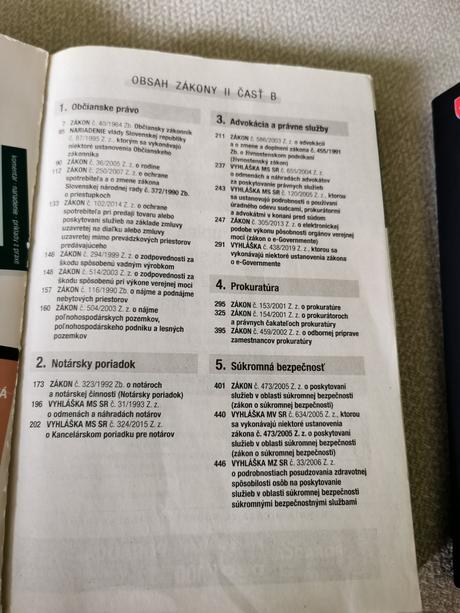 OBSAH ZÁKONY II ČASŤ B
1. Občianske právo
7 ZÁKON č. 40/1964 Zb. Občiansky zákonník
85 NARIADENIE vlády Slovenskej republiky
č. 87/1995 Z. z., ktorým sa vykonávajú
niektoré ustanovenia Občianskeho
zákonníka
90 ZÁKON č. 36/2005 Z. z. o rodine
112 ZÁKON č. 250/2007 Z. z. o ochrane
spotrebiteľa a o zmene zákona
Slovenskej národnej rady č. 372/1990 Zb.
o priestupkoch
133 ZÁKON č. 102/2014 Z. z. o ochrane
spotrebiteľa pri predaji tovaru alebo
poskytovaní služieb na základe zmluvy
uzavretej na diaľku alebo zmluvy
uzavretej mimo prevádzkových priestorov
predávajúceho
146 ZÁKON č. 294/1999 Z. z. o zodpovednosti za
škodu spôsobenú vadným výrobkom
148 ZÁKON č. 514/2003 Z. z. o zodpovednosti za
škodu spôsobenú pri výkone verejnej moci
157 ZÁKON č. 116/1990 Zb. o nájme a podnájme
nebytových priestorov
160 ZÁKON č. 504/2003 Z. z. o nájme
poľnohospodárskych pozemkov,
poľnohospodárskeho podniku a lesných
pozemkov
2. Notársky poriadok
173 ZÁKON č. 323/1992 Zb. o notároch
a notárskej činnosti (Notársky poriadok)
196 VYHLÁŠKA MS SR č. 31/1993 Z. z.
o odmenách a náhradách notárov
202 VYHLÁŠKA MS SR č. 324/2015 Z. z.
o Kancelárskom poriadku pre notárov
3. Advokácia a právne služby
211 ZÁKON č. 586/2003 Z. z. o advokácii
a o zmene a doplnení zákona č. 455/1991
Zb. o živnostenskom podnikaní
(živnostenský zákon)
237 VYHLÁŠKA MS SR č. 655/2004 Z. z.
o odmenách a náhradách advokátov
za poskytovanie právnych služieb
243 VYHLÁŠKA MS SR č. 120/2005 Z. z., ktorou
sa ustanovujú podrobnosti o používaní
úradného odevu sudcami, prokurátormi
a advokátmi v konaní pred súdom
247 ZÁKON č. 305/2013 Z. z. o elektronickej
podobe výkonu pôsobnosti orgánov verejnej
moci (zákon o e-Governmente)
291 VYHLÁŠKA č. 438/2019 Z. z., ktorou sa
vykonávajú niektoré ustanovenia zákona
o e-Governmente
4. Prokuratúra
295 ZÁKON č. 153/2001 Z. z. o prokuratúre
325 ZÁKON č. 154/2001 Z. z. o prokurátoroch
a právnych čakateľoch prokuratúry
395 ZÁKON č. 459/2002 Z. z. o odbornej príprave
zamestnancov prokuratúry
5. Súkromná bezpečnosť
401 ZÁKON č. 473/2005 Z. z. o poskytovaní
služieb v oblasti súkromnej bezpečnosti
(zákon o súkromnej bezpečnosti)
440 VYHLÁŠKA MV SR č. 634/2005 Z. z., ktorou
sa vykonávajú niektoré ustanovenia
zákona č. 473/2005 Z. z. o poskytovaní
služieb v oblasti súkromnej bezpečnosti
(zákon o súkromnej bezpečnosti)
446 VYHLÁŠKA MZ SR č. 33/2006 Z. z.
o podrobnostiach posudzovania zdravotnej
spôsobilosti osôb na poskytovanie
služieb v oblasti súkromnej bezpečnosti
súkromnými bezpečnostnými službami
komentár, nariadenie, príklady z praxe